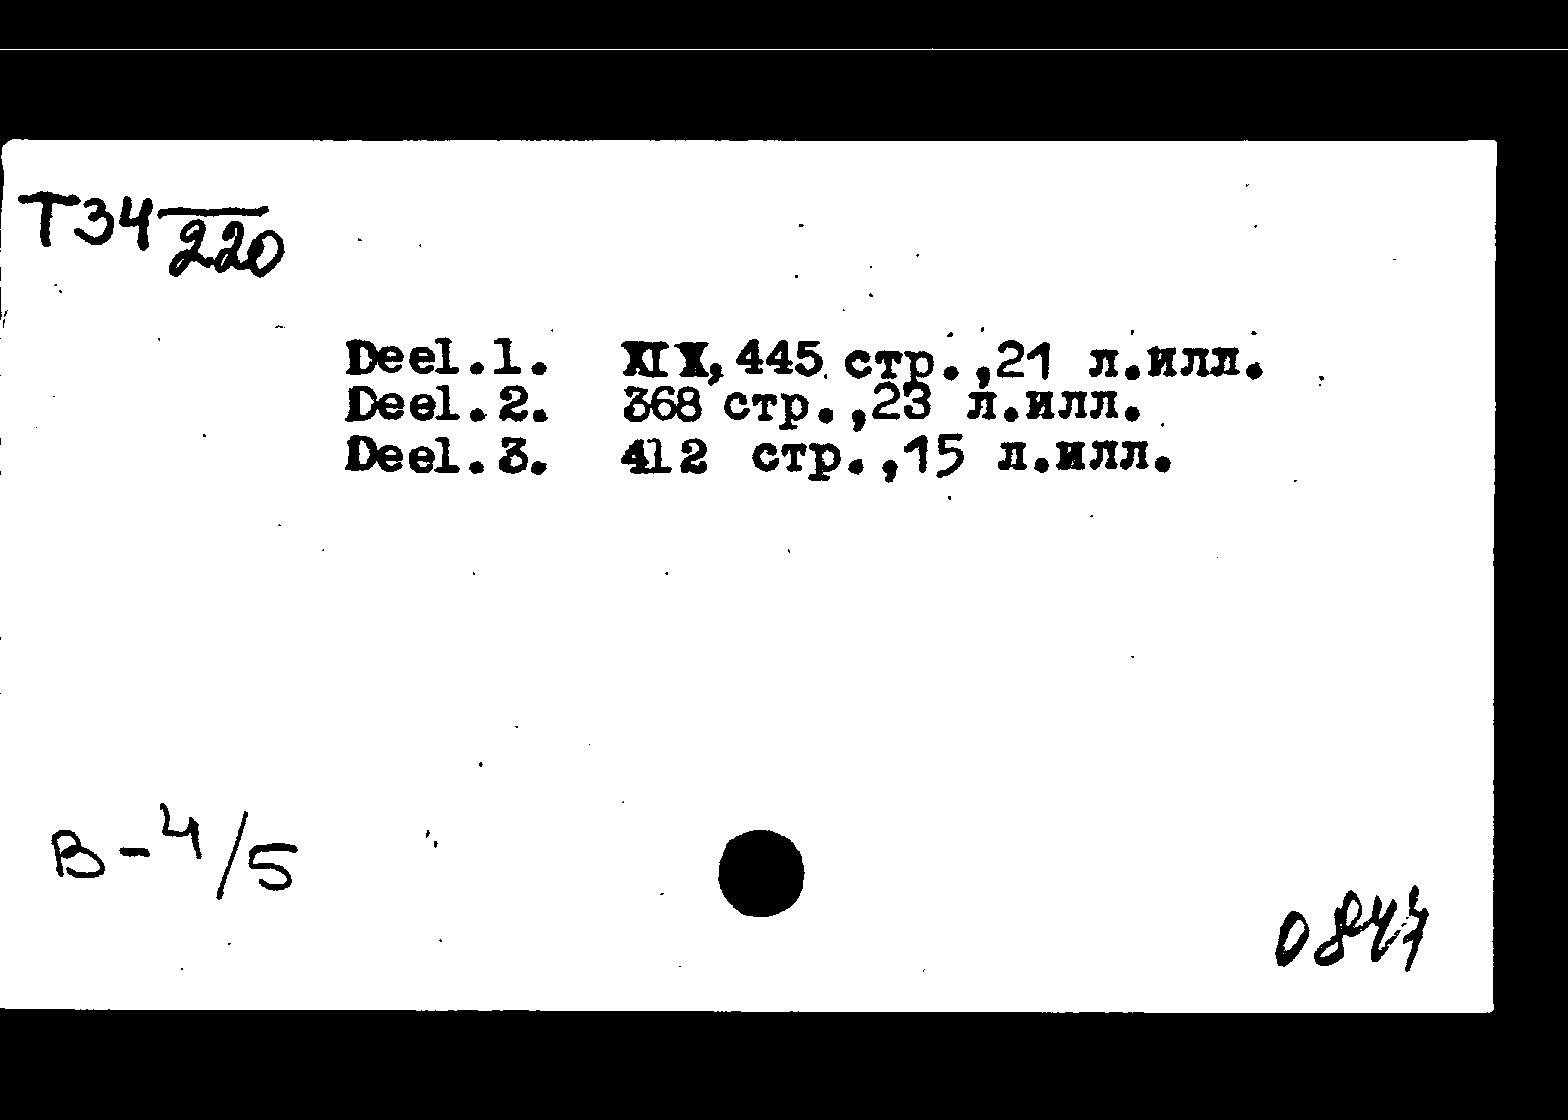 T34 220
Deel.1. XIX,445 стр.,21 л.илл.
Deel.2. 368 стр.,23 л.илл.
Deel.3. 412 стр.,15 л.илл.
B-4/5